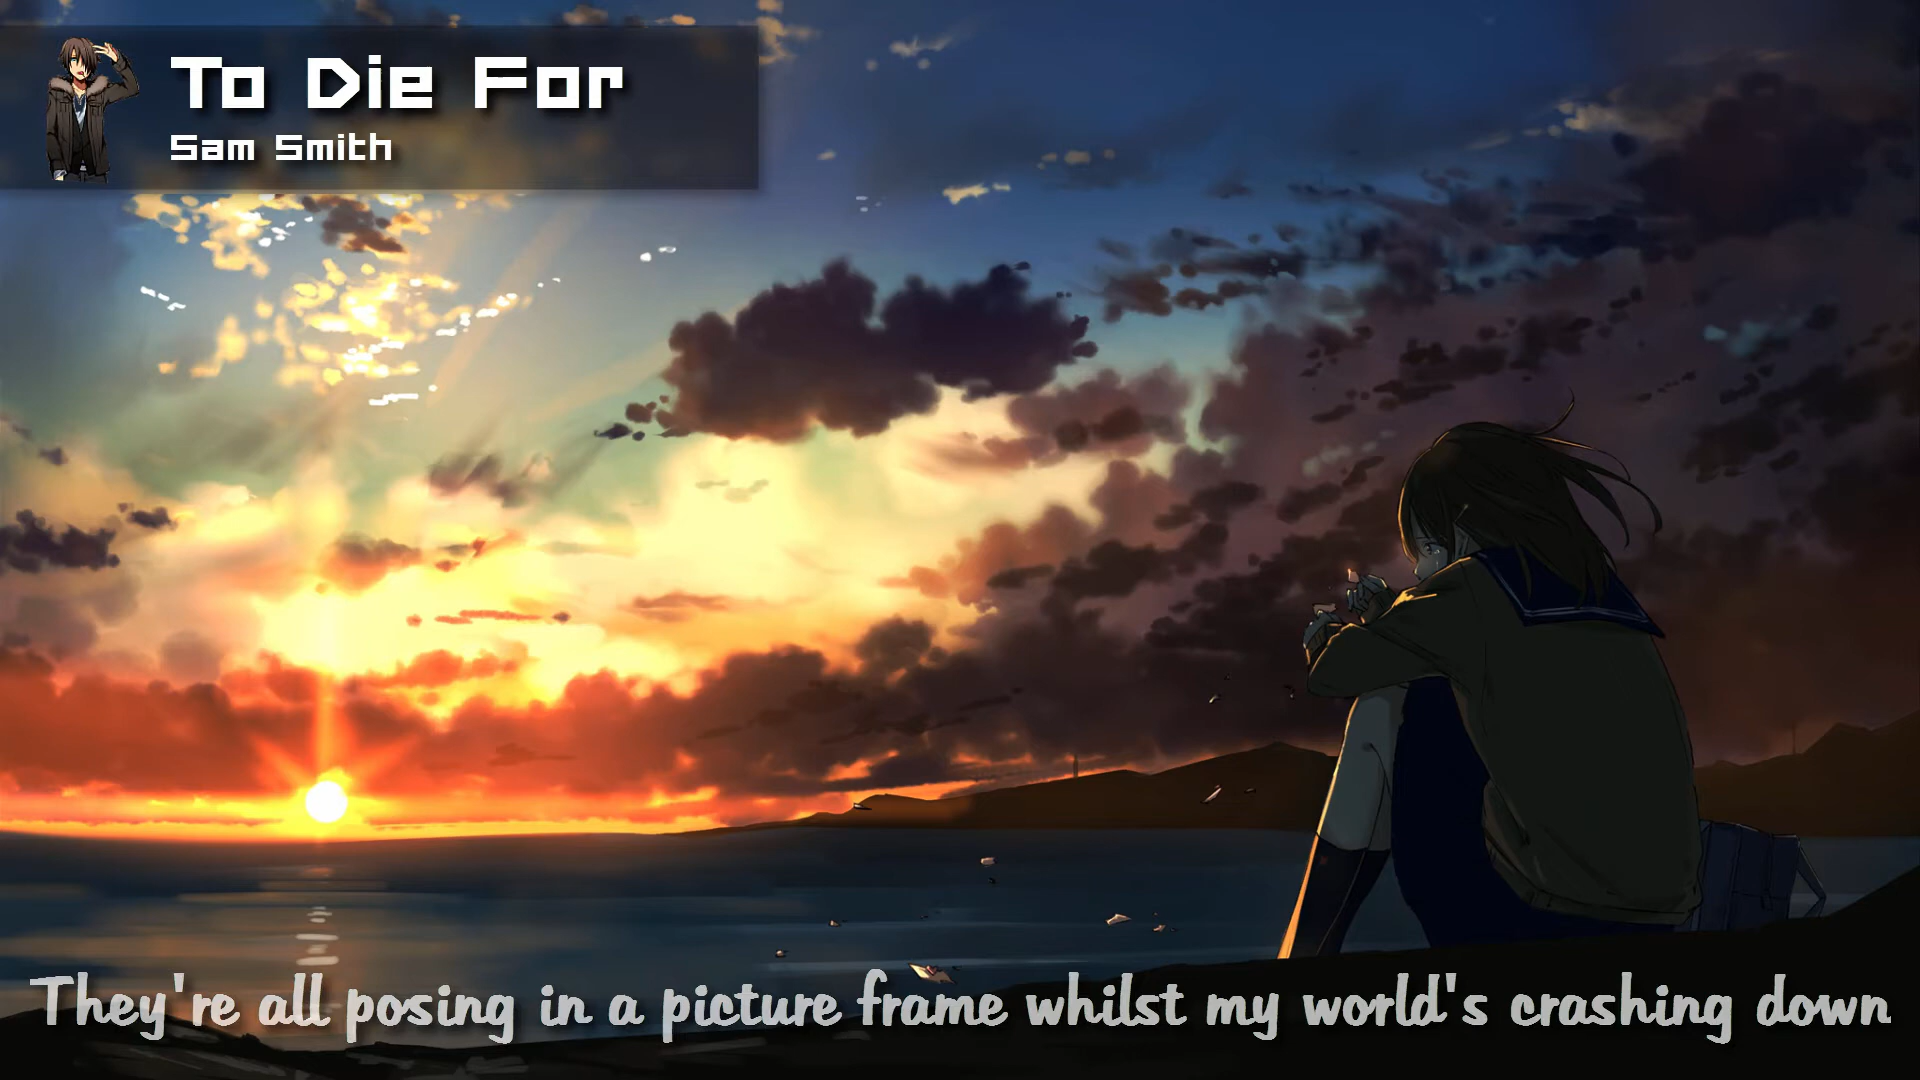 To Die For
Sam Smith
They're all posing in a picture frame whilst my world's crashing down